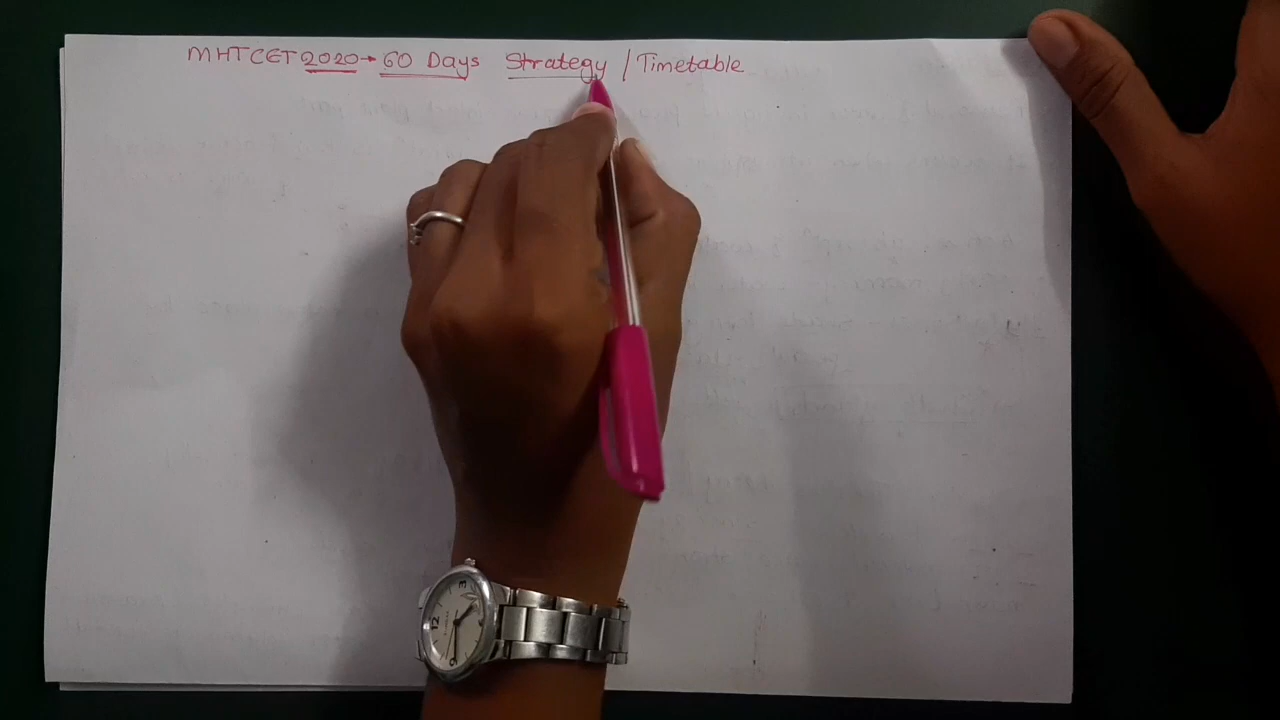 MHTCET 2020→ 60 Days Strategy / Timetable